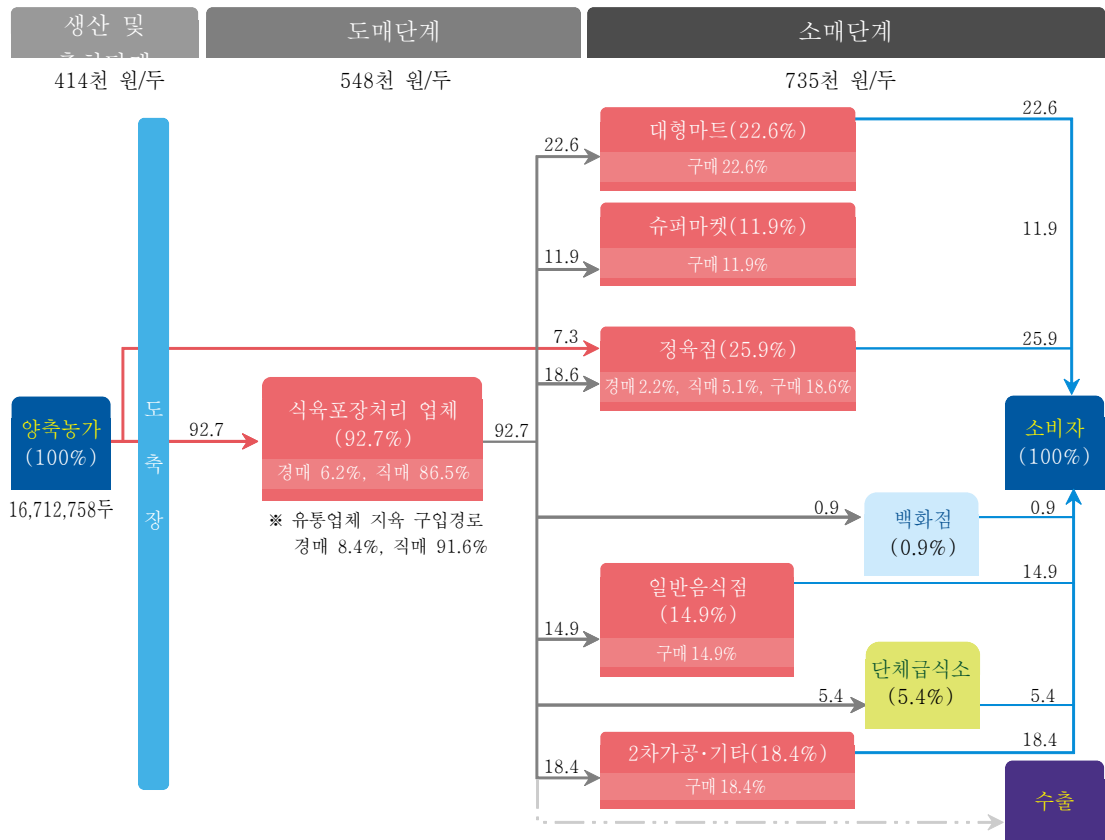 생산 및
도매단계
소매단계
414천 원/두
548천 원/두
735천 원/두
22.6
대형마트(22.6%)
구매 22.6%
22.6
슈퍼마켓(11.9%)
구매 11.9%
11.9
11.9
7.3
정육점(25.9%)
경매 2.2%, 직매 5.1%, 구매 18.6%
18.6
25.9
양축농가
(100%)
16,712,758두
도
축
장
92.7
식육포장처리 업체
(92.7%)
경매 6.2%, 직매 86.5%
92.7
※ 유통업체 지육 구입경로
경매 8.4%, 직매 91.6%
소비자
(100%)
0.9
백화점
(0.9%)
0.9
14.9
일반음식점
(14.9%)
구매 14.9%
14.9
5.4
단체급식소
(5.4%)
5.4
18.4
2차가공·기타(18.4%)
구매 18.4%
18.4
수출